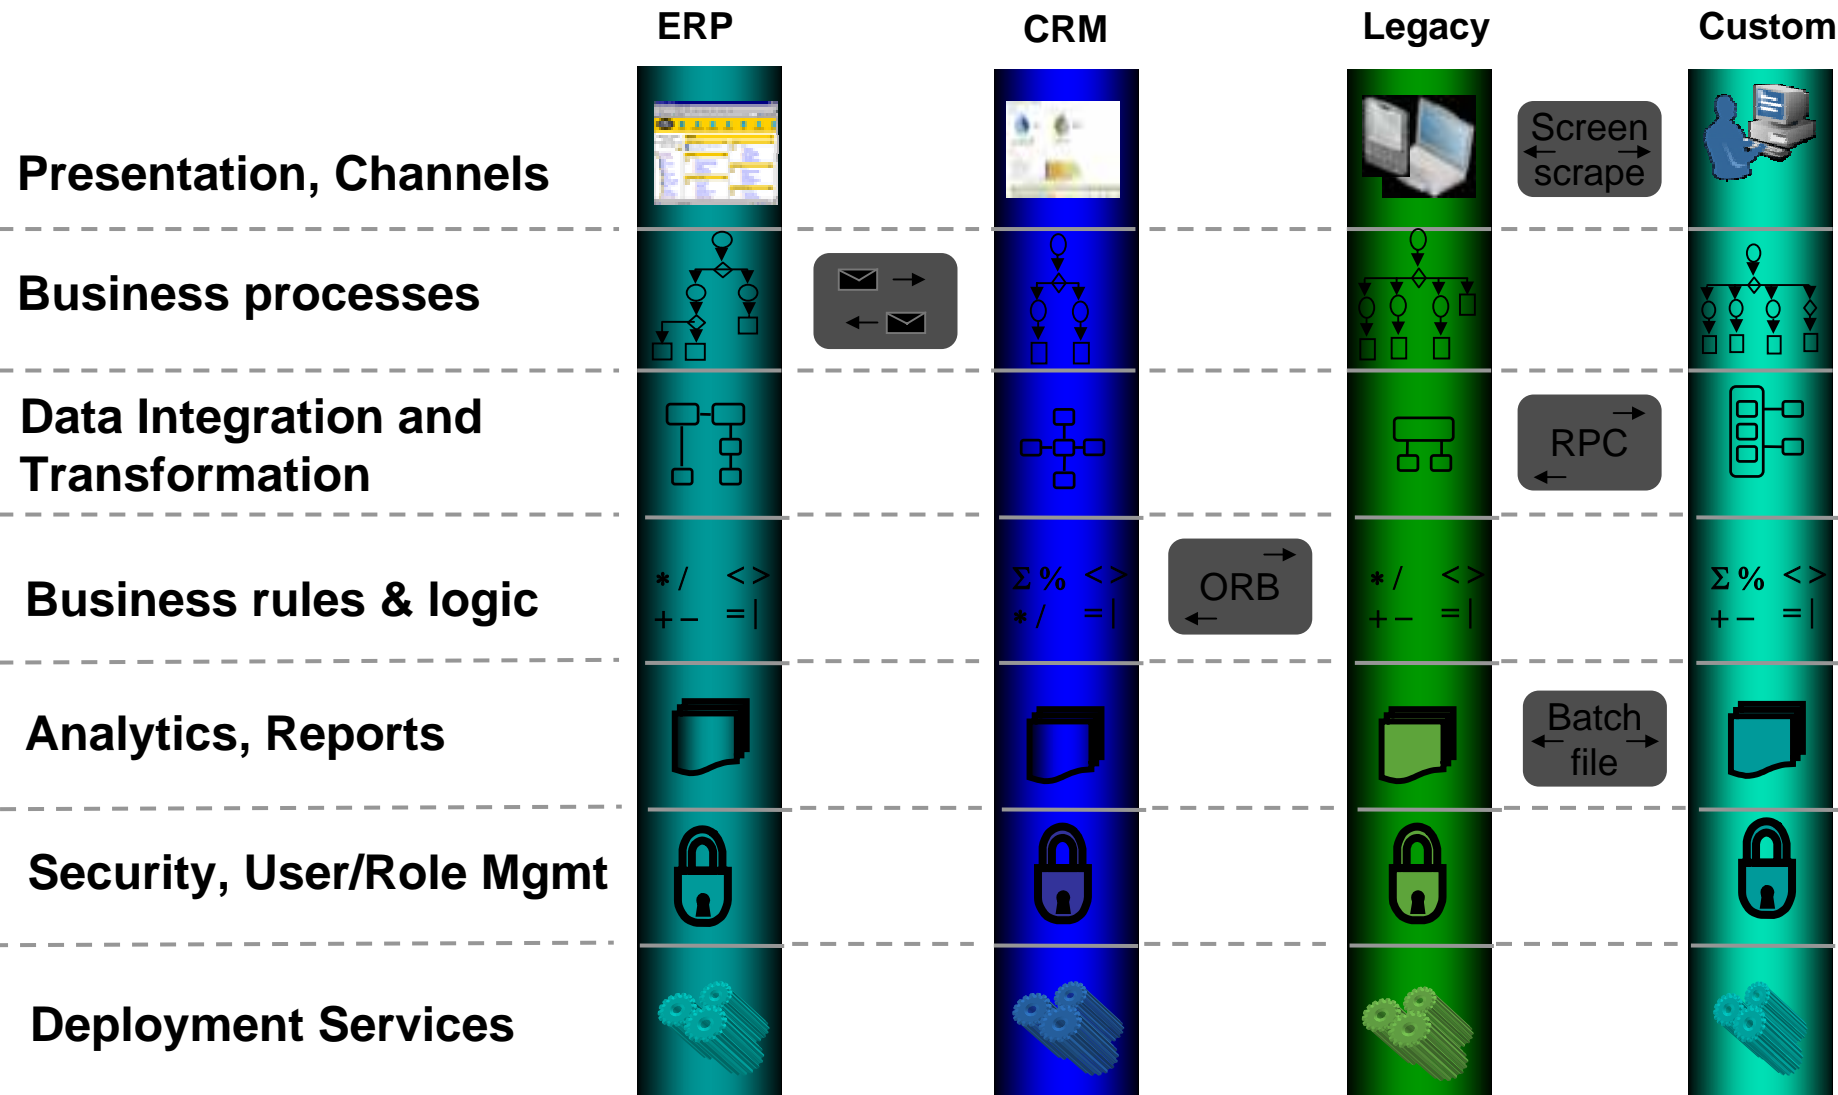 ERP
CRM
Legacy
Custom
Presentation, Channels
Screen
scrape
Business processes
Data Integration and
Transformation
RPC
Business rules & logic
* / < >
+ − = |
Σ % < >
* / = |
ORB
* / < >
+ − = |
Σ % < >
+ − = |
Analytics, Reports
Batch
file
Security, User/Role Mgmt
Deployment Services